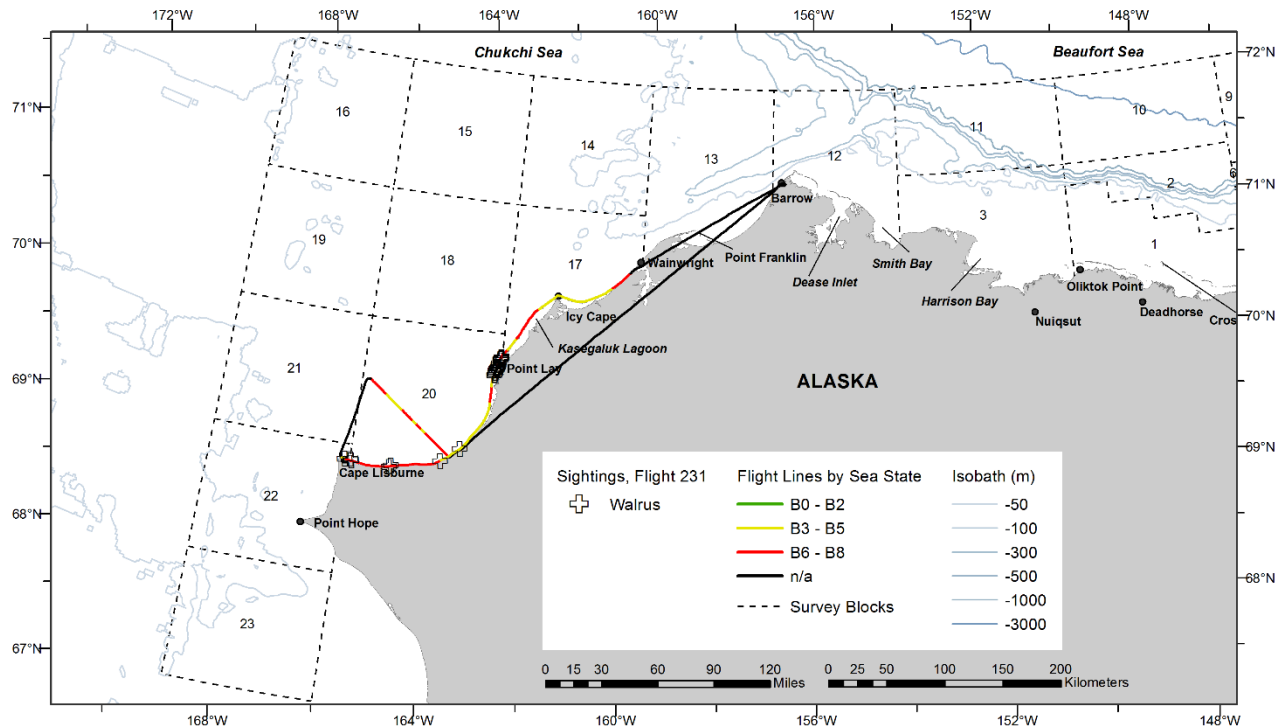 172°W
168°W
164°W
160°W
156°W
152°W
148°W
Chukchi Sea
Beaufort Sea
72°N
71°N
71°N
70°N
70°N
69°N
69°N
68°N
68°N
67°N
16
15
14
13
12
11
10
9
6
2
3
1
19
18
17
21
20
22
23
Barrow
Wainwright
Point Franklin
Dease Inlet
Smith Bay
Harrison Bay
Oliktok Point
Deadhorse
Nuiqsut
Cros
Icy Cape
Kasegaluk Lagoon
Point Lay
ALASKA
Cape Lisburne
Point Hope
Sightings, Flight 231
Walrus
Flight Lines by Sea State
B0 - B2
B3 - B5
B6 - B8
n/a
Survey Blocks
Isobath (m)
-50
-100
-300
-500
-1000
-3000
0 15 30 60 90 120
Miles
0 25 50 100 150 200
Kilometers
168°W
164°W
160°W
156°W
152°W
148°W